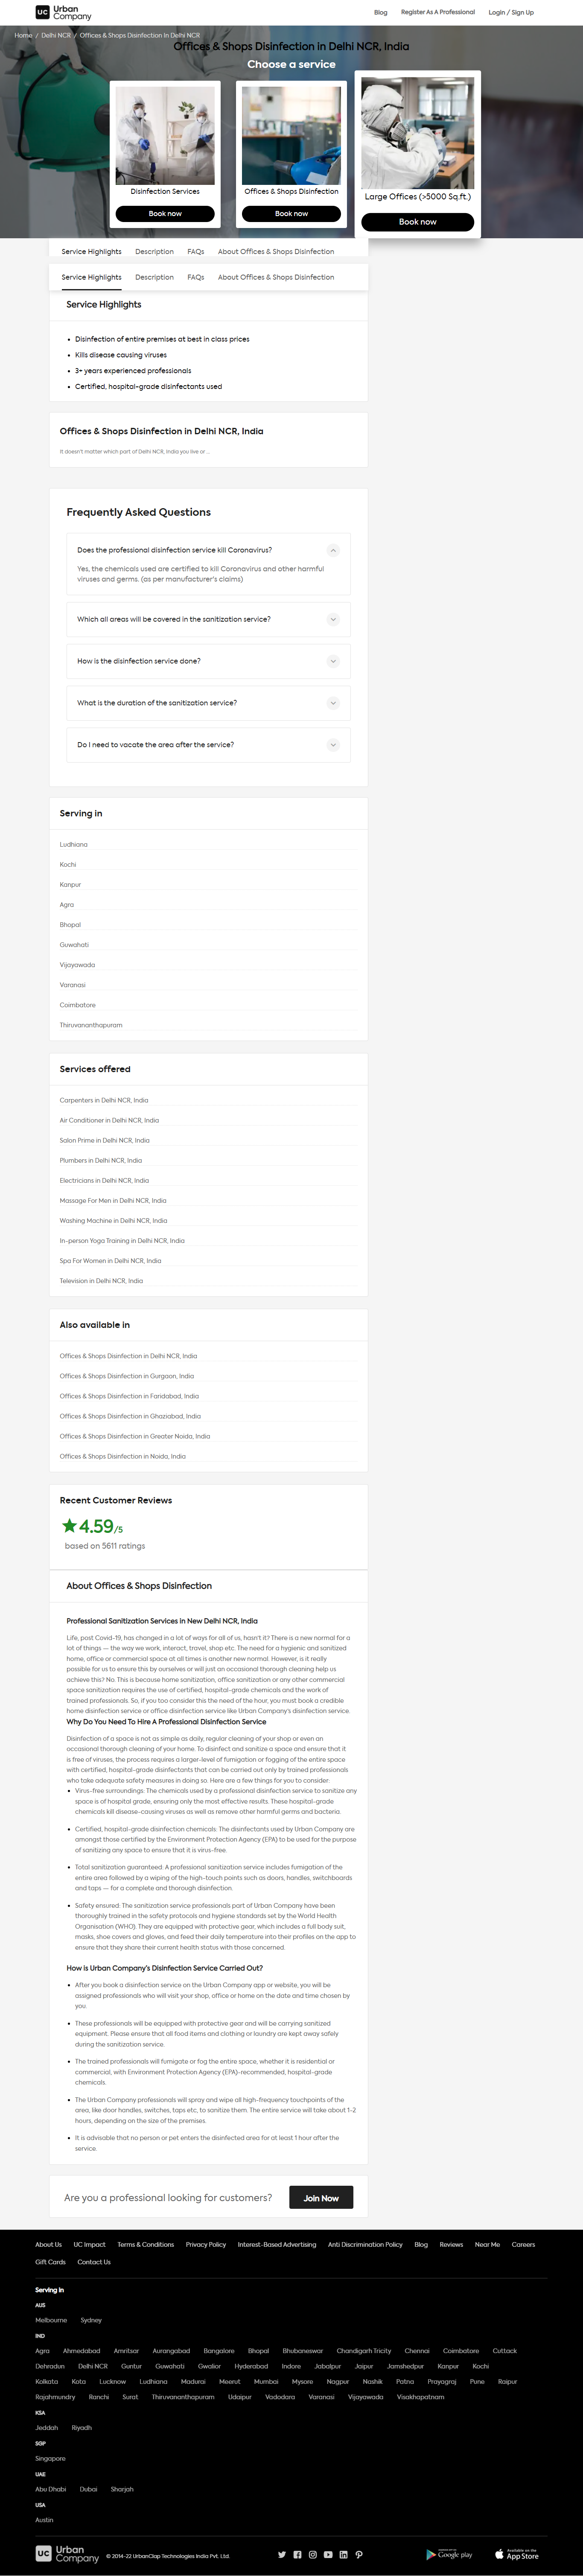 UC Urban Company
Blog
Register As A Professional
Login / Sign Up
Home / Delhi NCR / Offices & Shops Disinfection In Delhi NCR
Offices & Shops Disinfection in Delhi NCR, India
Choose a service
Disinfection Services
Book now
Offices & Shops Disinfection
Book now
Large Offices (>5000 Sq.ft.)
Book now
Service Highlights Description FAQs About Offices & Shops Disinfection
Service Highlights Description FAQs About Offices & Shops Disinfection
Service Highlights
Disinfection of entire premises at best in class prices
Kills disease causing viruses
3+ years experienced professionals
Certified, hospital-grade disinfectants used
Offices & Shops Disinfection in Delhi NCR, India
It doesn't matter which part of Delhi NCR, India you live or ...
Frequently Asked Questions
Does the professional disinfection service kill Coronavirus?
Yes, the chemicals used are certified to kill Coronavirus and other harmful
viruses and germs. (as per manufacturer's claims)
Which all areas will be covered in the sanitization service?
How is the disinfection service done?
What is the duration of the sanitization service?
Do I need to vacate the area after the service?
Serving in
Ludhiana
Kochi
Kanpur
Agra
Bhopal
Guwahati
Vijayawada
Varanasi
Coimbatore
Thiruvananthapuram
Services offered
Carpenters in Delhi NCR, India
Air Conditioner in Delhi NCR, India
Salon Prime in Delhi NCR, India
Plumbers in Delhi NCR, India
Electricians in Delhi NCR, India
Massage For Men in Delhi NCR, India
Washing Machine in Delhi NCR, India
In-person Yoga Training in Delhi NCR, India
Spa For Women in Delhi NCR, India
Television in Delhi NCR, India
Also available in
Offices & Shops Disinfection in Delhi NCR, India
Offices & Shops Disinfection in Gurgaon, India
Offices & Shops Disinfection in Faridabad, India
Offices & Shops Disinfection in Ghaziabad, India
Offices & Shops Disinfection in Greater Noida, India
Offices & Shops Disinfection in Noida, India
Recent Customer Reviews
4.59/5
based on 5611 ratings
About Offices & Shops Disinfection
Professional Sanitization Services in New Delhi NCR, India
Life, post Covid-19, has changed in a lot of ways for all of us, hasn't it? There is a new normal for a
lot of things — the way we work, interact, travel, shop etc. The need for a hygienic and sanitized
home, office or commercial space at all times is another new normal. However, is it really
possible for us to ensure this by ourselves or will just an occasional thorough cleaning help us
achieve this? No. This is because home sanitization, office sanitization or any other commercial
space sanitization requires the use of certified, hospital-grade chemicals and the work of
trained professionals. So, if you too consider this the need of the hour, you must book a credible
home disinfection service or office disinfection service like Urban Company's disinfection service.
Why Do You Need To Hire A Professional Disinfection Service
Disinfection of a space is not as simple as daily, regular cleaning of your shop or even an
occasional thorough cleaning of your home. To disinfect and sanitize a space and ensure that it
is free of viruses, the process requires a larger-level of fumigation or fogging of the entire space
with certified, hospital-grade disinfectants that can be carried out only by trained professionals
who take adequate safety measures in doing so. Here are a few things for you to consider:
Virus-free surroundings: The chemicals used by a professional disinfection service to sanitize any
space is of hospital grade, ensuring only the most effective results. These hospital-grade
chemicals kill disease-causing viruses as well as remove other harmful germs and bacteria.
Certified, hospital-grade disinfection chemicals: The disinfectants used by Urban Company are
amongst those certified by the Environment Protection Agency (EPA) to be used for the purpose
of sanitizing any space to ensure that it is virus-free.
Total sanitization guaranteed: A professional sanitization service includes fumigation of the
entire area followed by a wiping of the high-touch points such as doors, handles, switchboards
and taps — for a complete and thorough disinfection.
Safety ensured: The sanitization service professionals part of Urban Company have been
thoroughly trained in the safety protocols and hygiene standards set by the World Health
Organisation (WHO). They are equipped with protective gear, which includes a full body suit,
masks, shoe covers and gloves, and feed their daily temperature into their profiles on the app to
ensure that they share their current health status with those concerned.
How is Urban Company's Disinfection Service Carried Out?
After you book a disinfection service on the Urban Company app or website, you will be
assigned professionals who will visit your shop, office or home on the date and time chosen by
you.
These professionals will be equipped with protective gear and will be carrying sanitized
equipment. Please ensure that all food items and clothing or laundry are kept away safely
during the sanitization service.
The trained professionals will fumigate or fog the entire space, whether it is residential or
commercial, with Environment Protection Agency (EPA)-recommended, hospital-grade
chemicals.
The Urban Company professionals will spray and wipe all high-frequency touchpoints of the
area, like door handles, switches, taps etc; to sanitize them. The entire service will take about 1-2
hours, depending on the size of the premises.
It is advisable that no person or pet enters the disinfected area for at least 1 hour after the
service.
Are you a professional looking for customers?
Join Now
About Us UC Impact Terms & Conditions Privacy Policy Interest-Based Advertising Anti Discrimination Policy Blog Reviews Near Me Careers
Gift Cards Contact Us
Serving In
AUS
Melbourne Sydney
IND
Agra Ahmedabad Amritsar Aurangabad Bangalore Bhopal Bhubaneswar Chandigarh Tricity Chennai Coimbatore Cuttack
Dehradun Delhi NCR Guntur Guwahati Gwalior Hyderabad Indore Jabalpur Jaipur Jamshedpur Kanpur Kochi
Kolkata Kota Lucknow Ludhiana Madurai Meerut Mumbai Mysore Nagpur Nashik Patna Prayagraj Pune Raipur
Rajahmundry Ranchi Surat Thiruvananthapuram Udaipur Vadodara Varanasi Vijayawada Visakhapatnam
KSA
Jeddah Riyadh
SGP
Singapore
UAE
Abu Dhabi Dubai Sharjah
USA
Austin
UC Urban Company
© 2014-22 UrbanClap Technologies India Pvt. Ltd.
Google play
Available on the
App Store